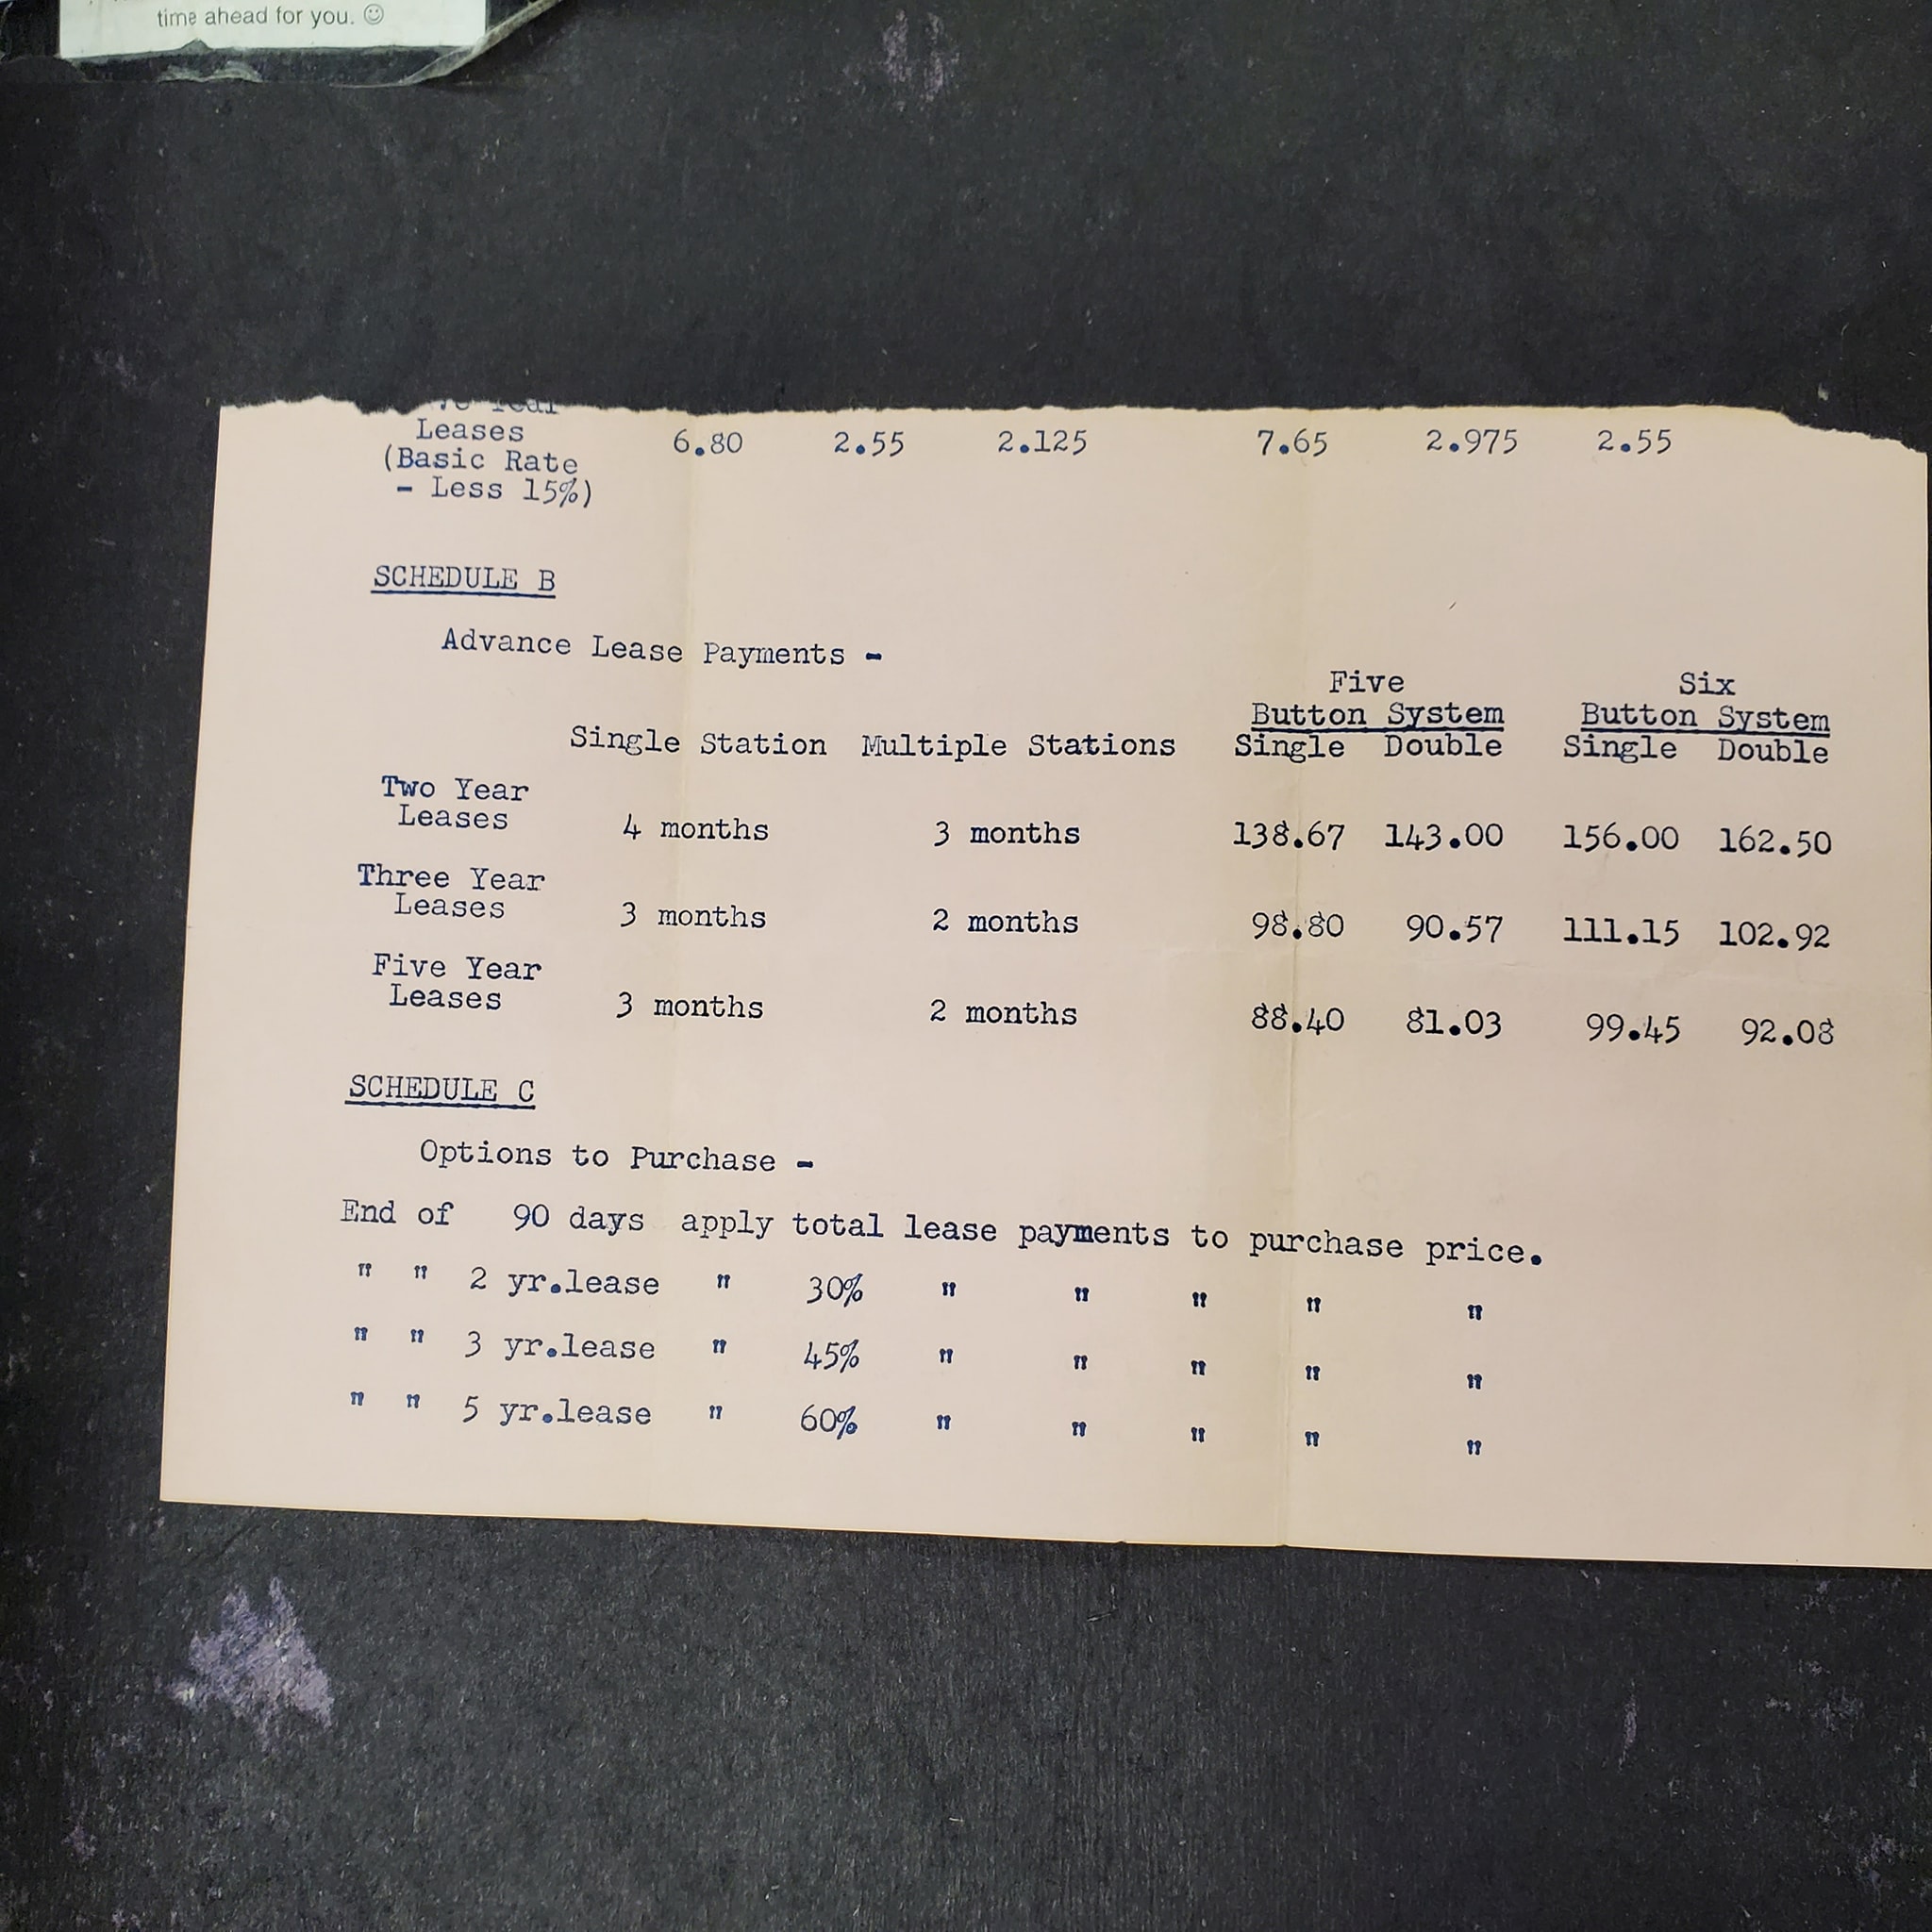 time ahead for you. ☺
Leases 6.80 2.55 2.125 7.65 2.975 2.55
(Basic Rate
- Less 15%)
SCHEDULE B
Advance Lease Payments -
Five Six
Button System Button System
Single Station Multiple Stations Single Double Single Double
Two Year
Leases 4 months 3 months 138.67 143.00 156.00 162.50
Three Year
Leases 3 months 2 months 98.80 90.57 111.15 102.92
Five Year
Leases 3 months 2 months 88.40 81.03 99.45 92.08
SCHEDULE C
Options to Purchase -
End of 90 days apply total lease payments to purchase price.
" " 2 yr.lease " 30% " " " " "
" " 3 yr.lease " 45% " " " " "
" " 5 yr.lease " 60% " " " " "